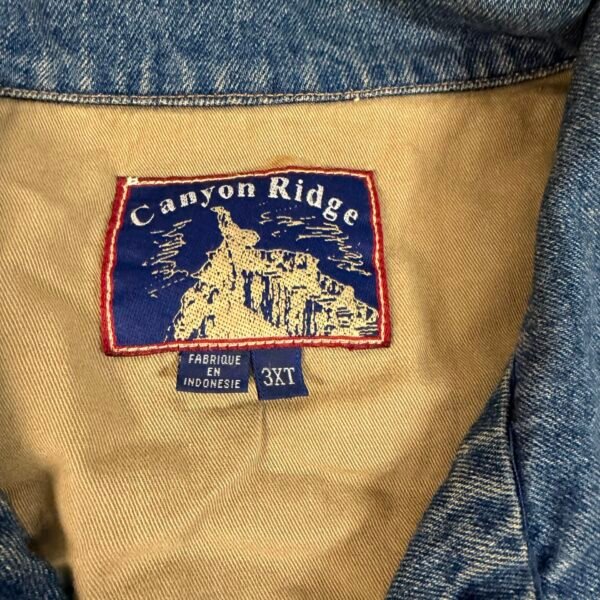 Canyon Ridge
FABRIQUE
EN
INDONESIE
3XT